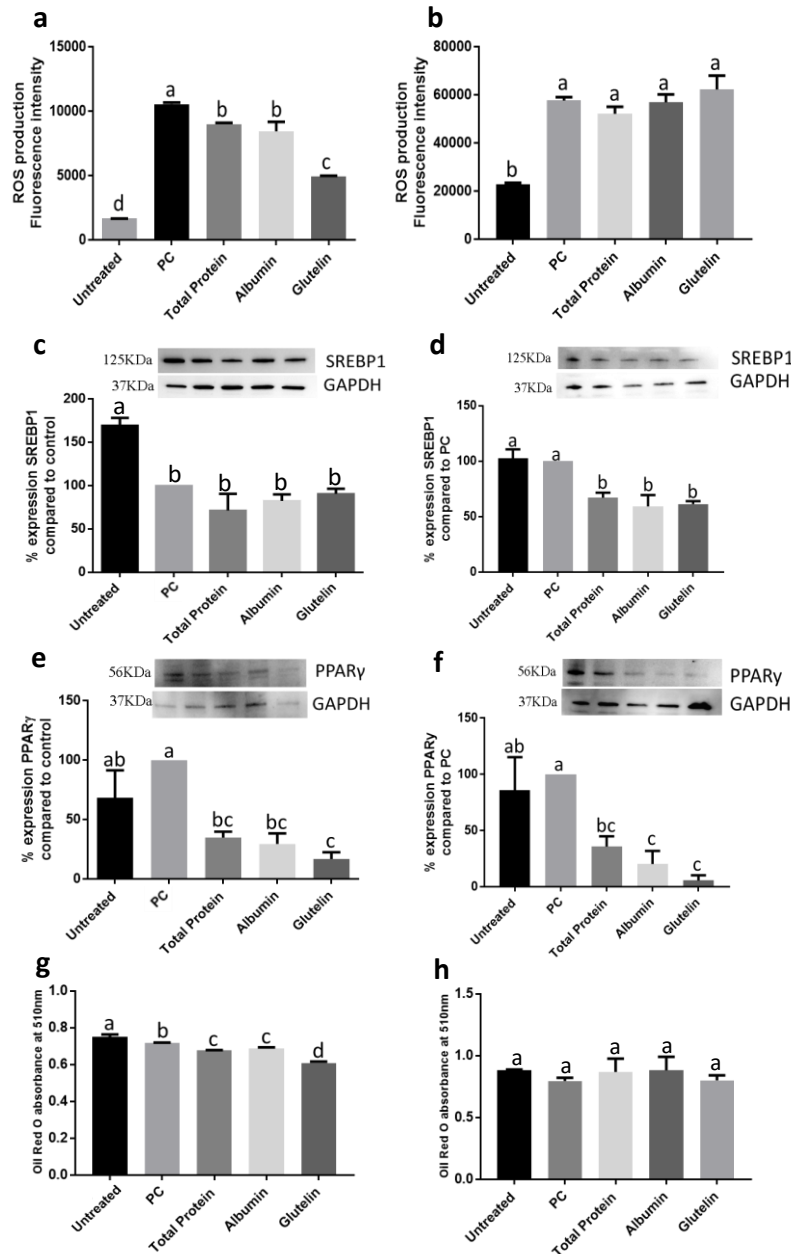 a
15000
10000
5000
0
ROS production
Fluorescence intensity
d
a
b
b
c
Untreated
PC
Total Protein
Albumin
Glutelin
b
80000
60000
40000
20000
0
ROS production
Fluorescence intensity
b
a
a
a
a
Untreated
PC
Total Protein
Albumin
Glutelin
c
125KDa
SREBP1
37KDa
GAPDH
200
150
100
50
0
% expression SREBP1
compared to control
a
b
b
b
b
Untreated
PC
Total Protein
Albumin
Glutelin
d
125KDa
SREBP1
37KDa
GAPDH
150
100
50
0
% expression SREBP1
compared to PC
a
a
b
b
b
Untreated
PC
Total Protein
Albumin
Glutelin
e
56KDa
PPARγ
37KDa
GAPDH
150
100
50
0
% expression PPARγ
compared to control
ab
a
bc
bc
c
Untreated
PC
Total Protein
Albumin
Glutelin
f
56KDa
PPARγ
37KDa
GAPDH
150
100
50
0
% expression PPARγ
compared to PC
ab
a
bc
c
c
Untreated
PC
Total Protein
Albumin
Glutelin
g
1.0
0.8
0.6
0.4
0.2
0.0
Oil Red O absorbance at 510nm
a
b
c
c
d
Untreated
PC
Total Protein
Albumin
Glutelin
h
1.5
1.0
0.5
0.0
Oil Red O absorbance at 510nm
a
a
a
a
a
Untreated
PC
Total Protein
Albumin
Glutelin